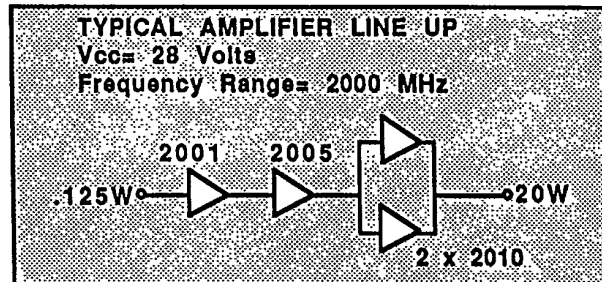 TYPICAL AMPLIFIER LINE UP
Vcc= 28 Volts
Frequency Range= 2000 MHz
2001 2005
.125W 20W
2 x 2010